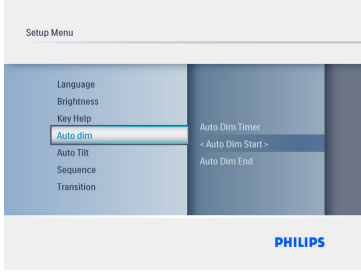 Setup Menu
Language
Brightness
Key Help
Auto dim
Auto Tilt
Sequence
Transition
Auto Dim Timer
< Auto Dim Start >
Auto Dim End
PHILIPS